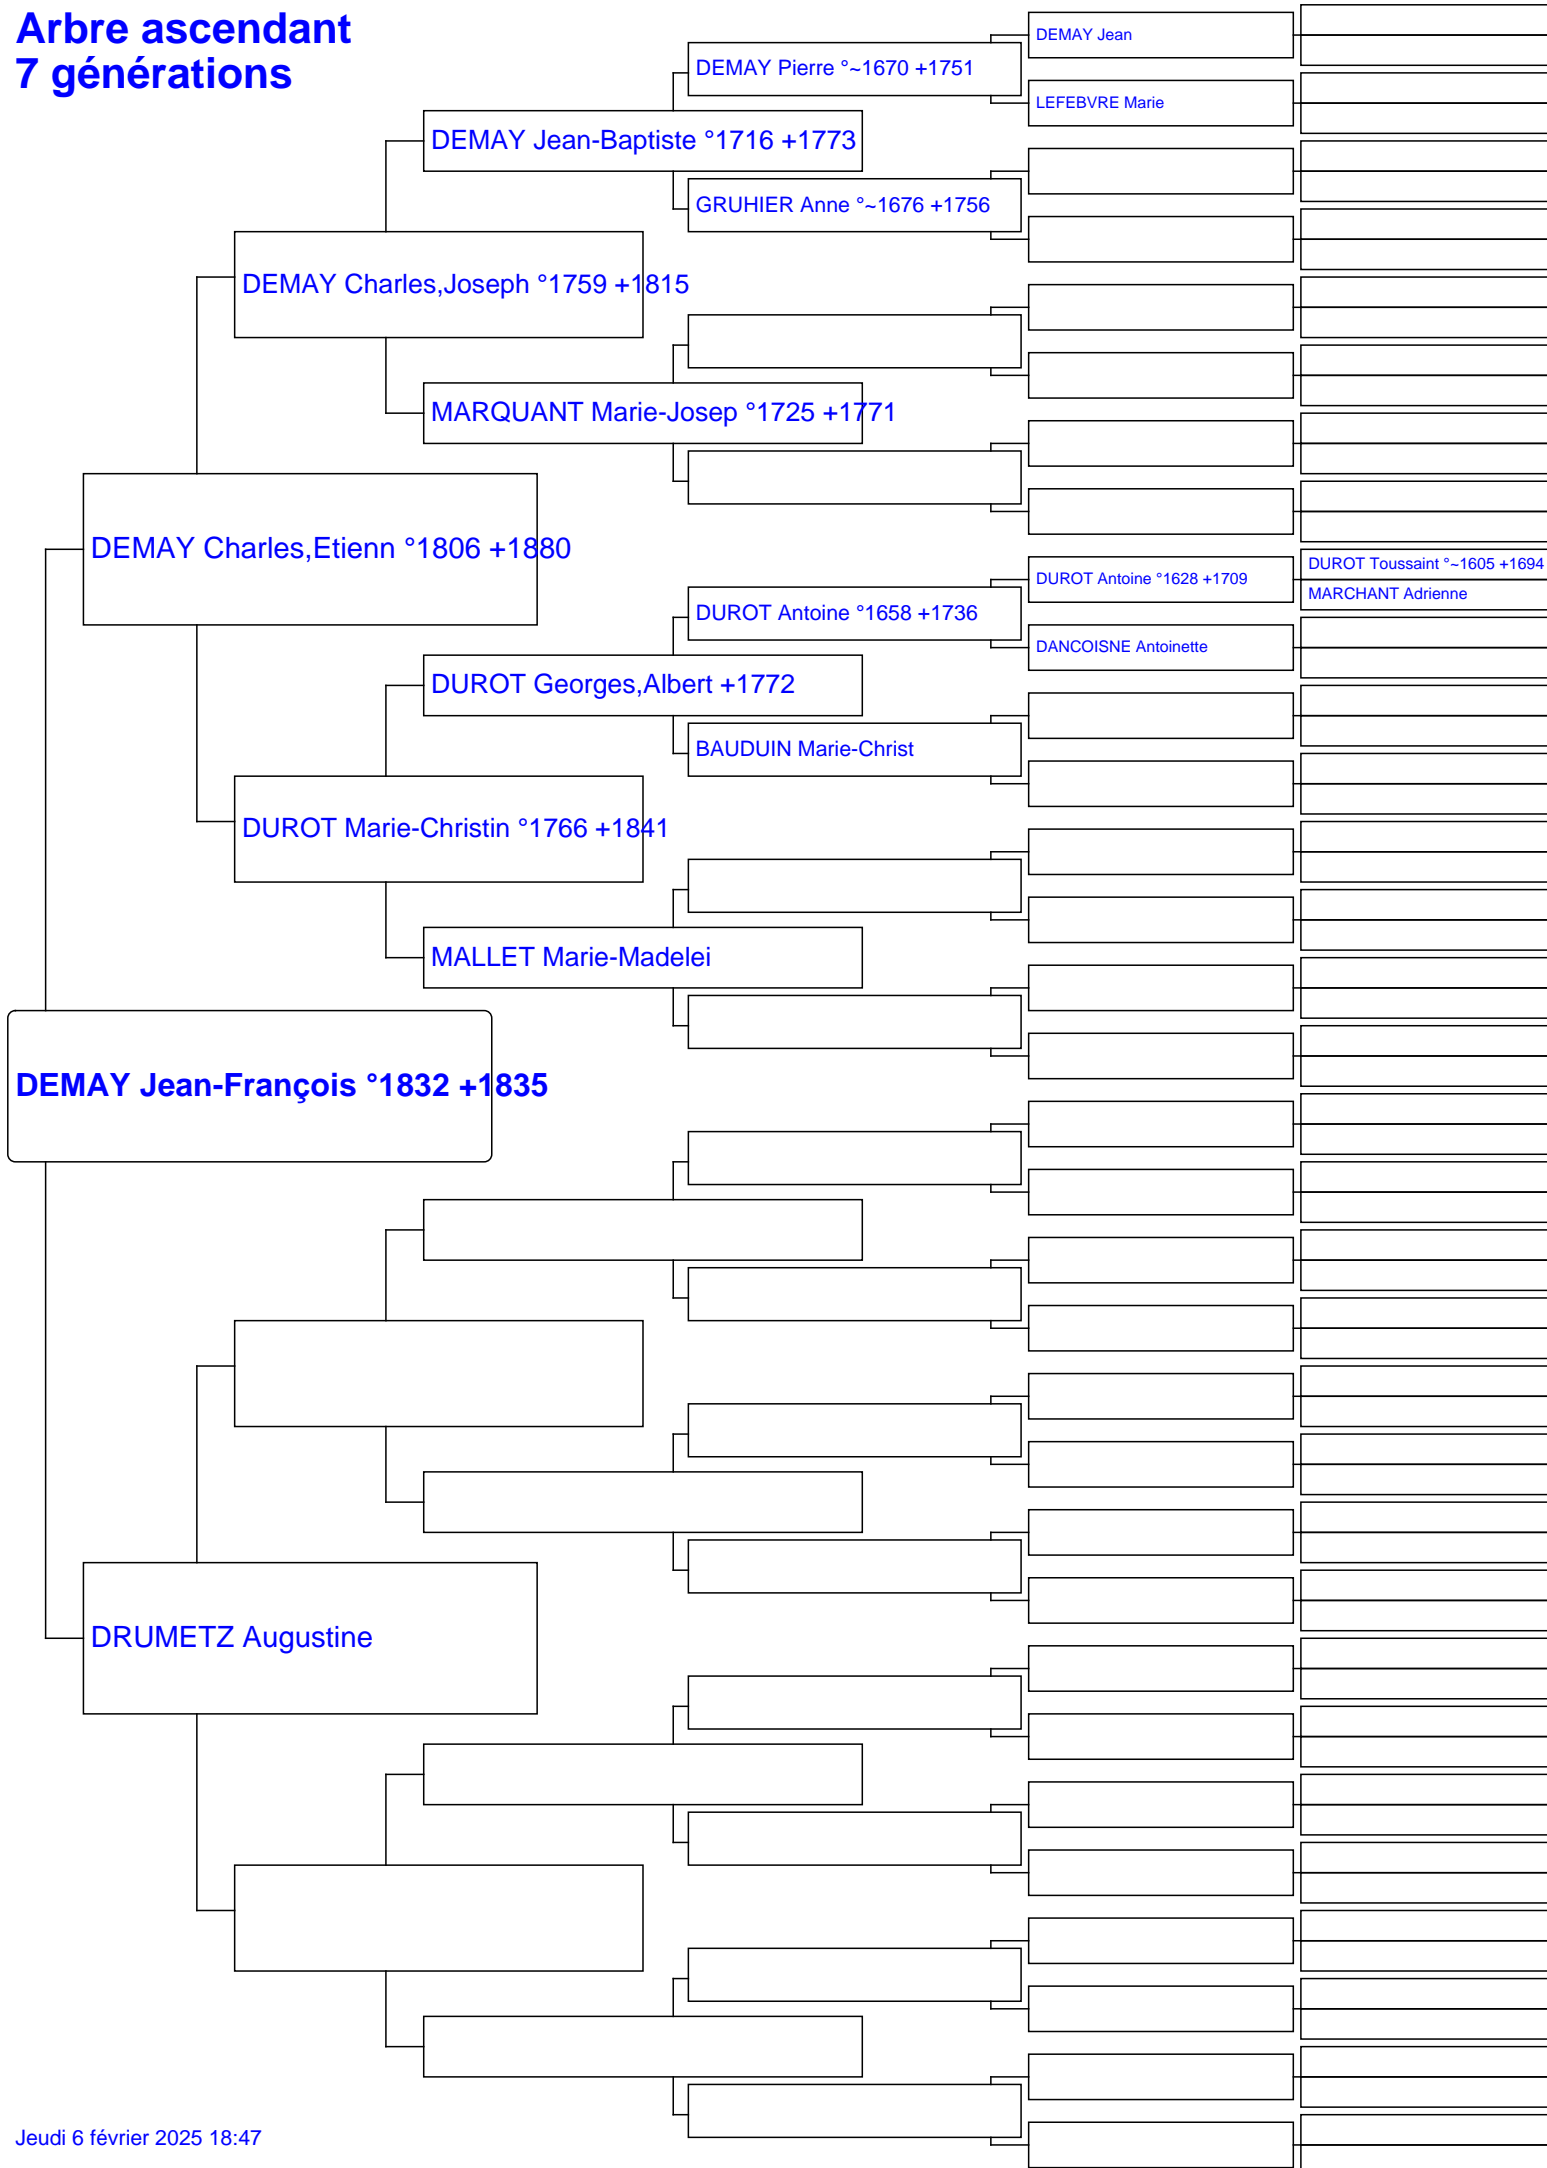 Arbre ascendant
7 générations
DEMAY Jean
DEMAY Pierre °~1670 +1751
LEFEBVRE Marie
DEMAY Jean-Baptiste °1716 +1773
GRUHIER Anne °~1676 +1756
DEMAY Charles,Joseph °1759 +1815
MARQUANT Marie-Josep °1725 +1771
DEMAY Charles,Etienn °1806 +1880
DUROT Toussaint °~1605 +1694
DUROT Antoine °1628 +1709
MARCHANT Adrienne
DUROT Antoine °1658 +1736
DANCOISNE Antoinette
DUROT Georges,Albert +1772
BAUDUIN Marie-Christ
DUROT Marie-Christin °1766 +1841
MALLET Marie-Madelei
DEMAY Jean-François °1832 +1835
DRUMETZ Augustine
Jeudi 6 février 2025 18:47